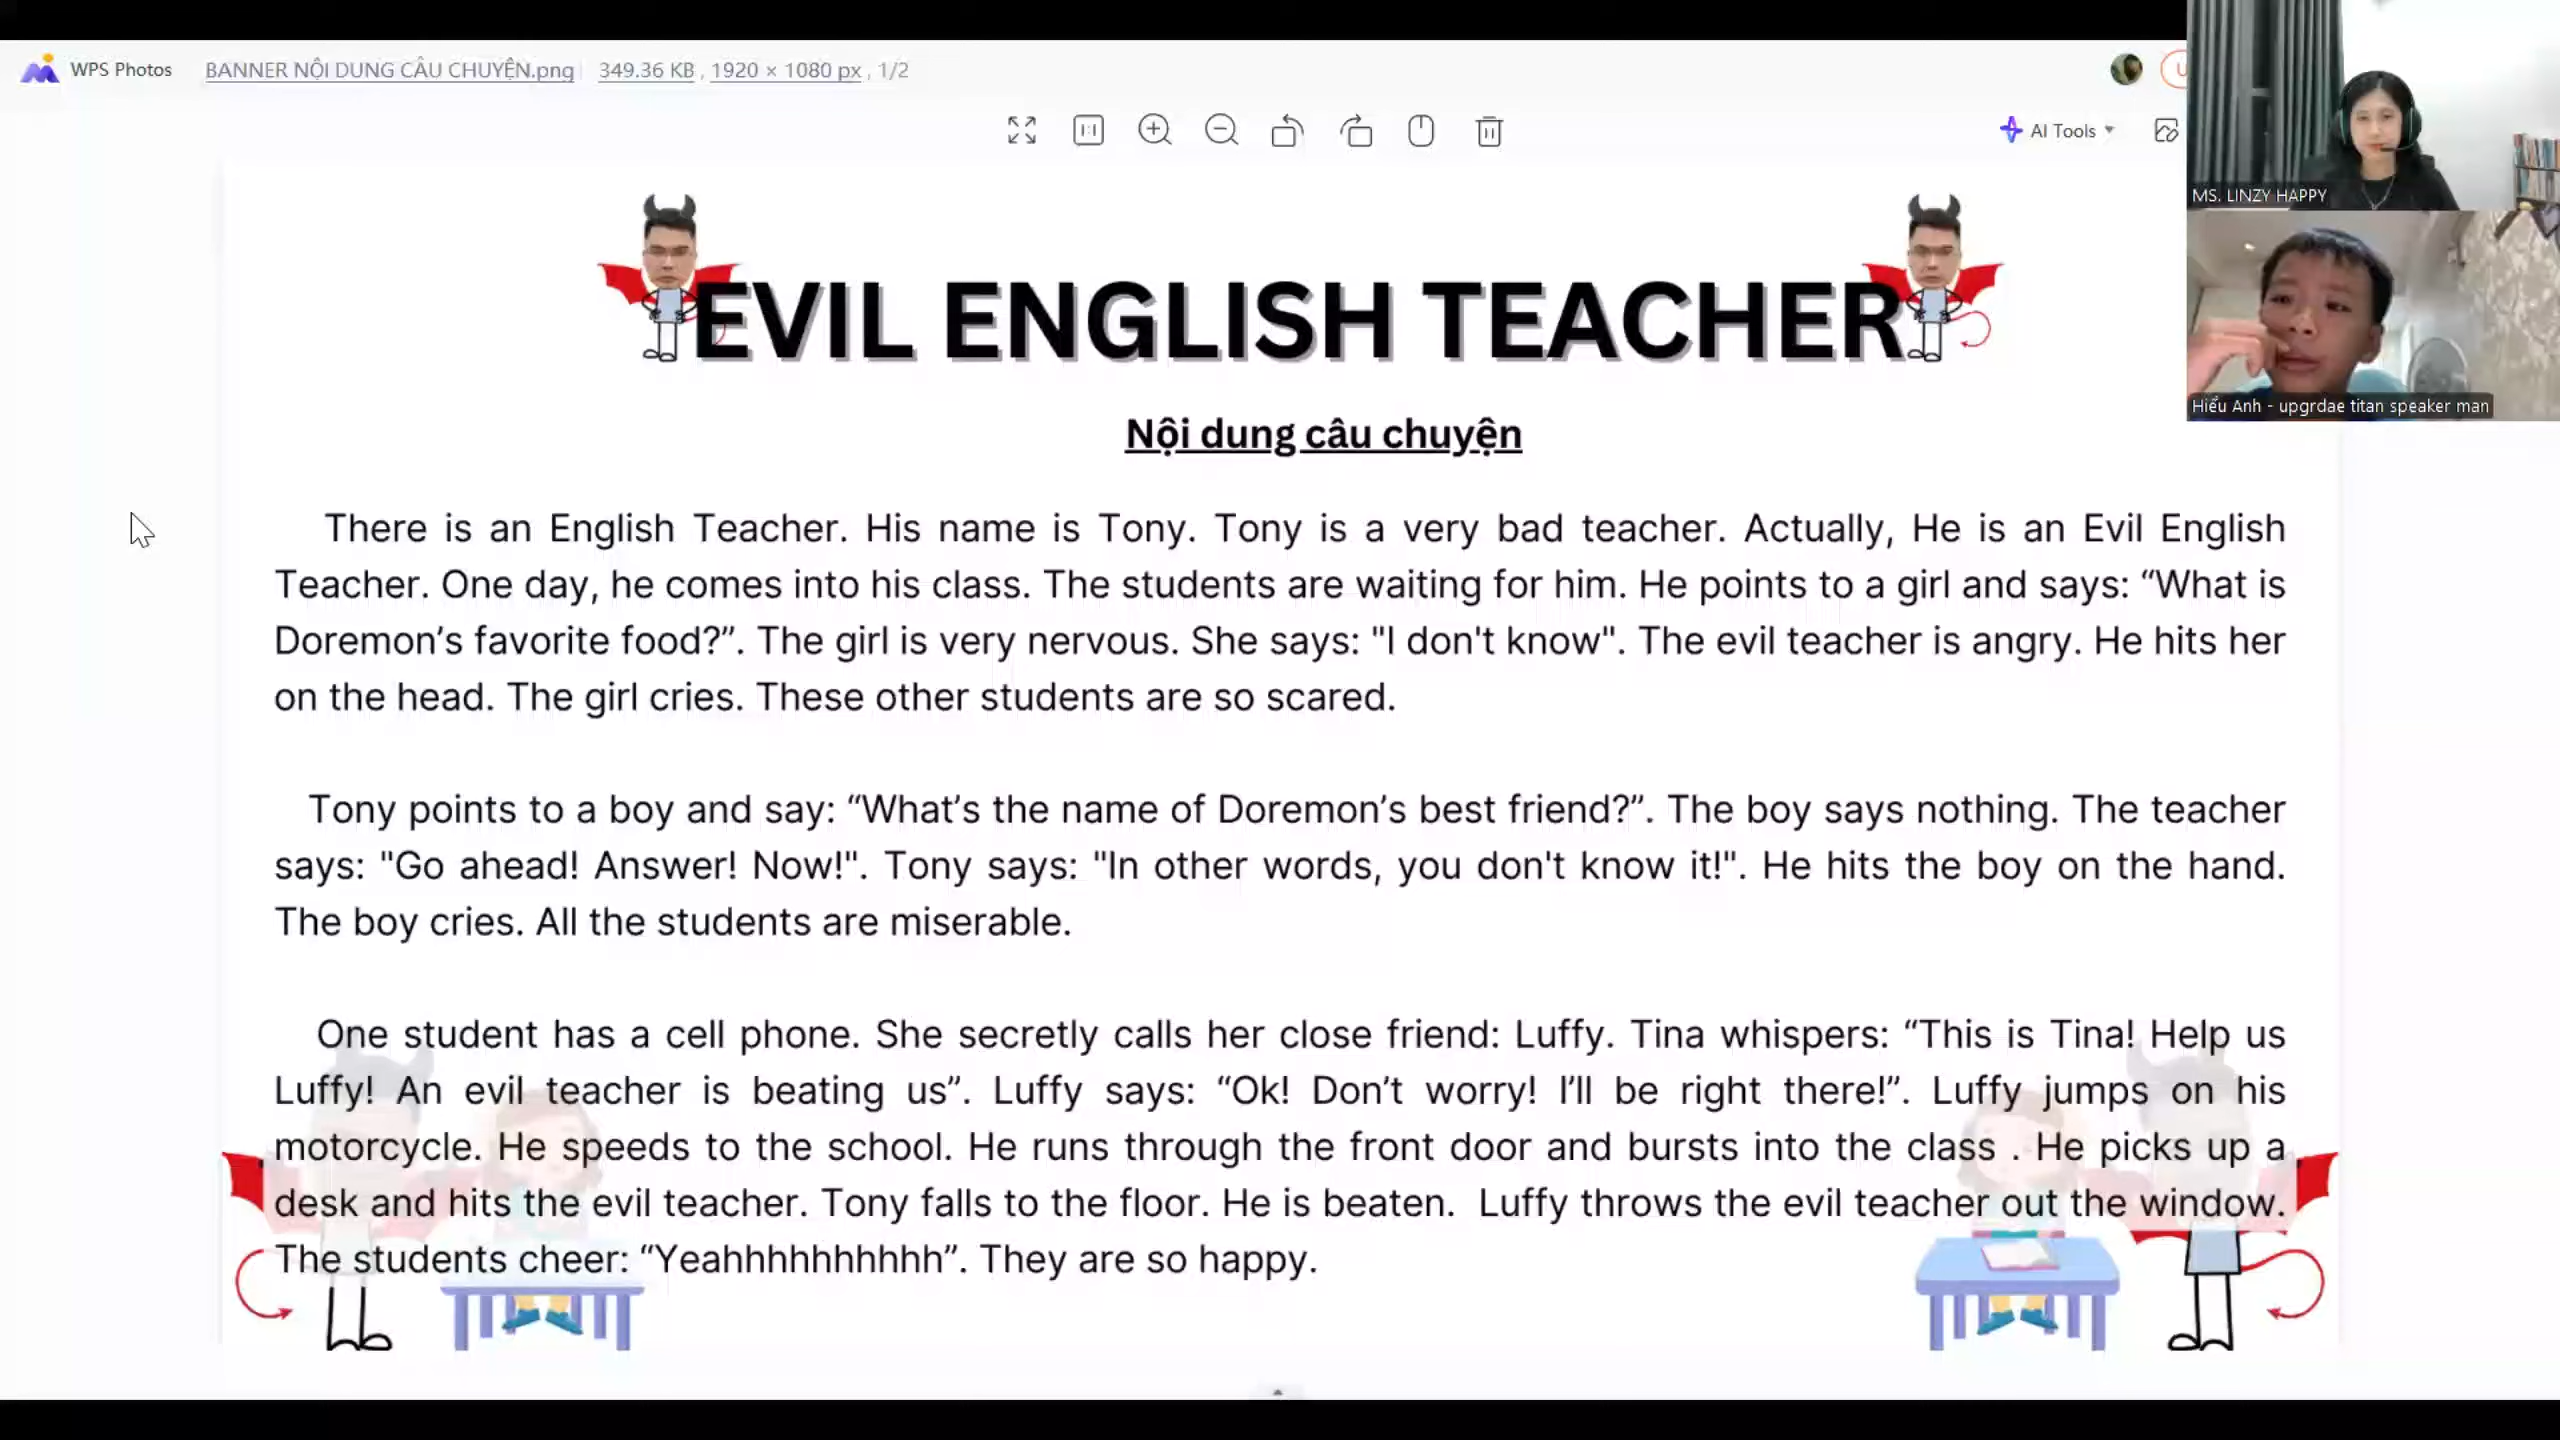 WPS Photos BANNER NỘI DUNG CÂU CHUYỆN.png 349.36 KB , 1920 × 1080 px , 1/2
AI Tools
MS. LINZY HAPPY
Hiểu Anh - upgrdae titan speaker man
EVIL ENGLISH TEACHER
Nội dung câu chuyện
There is an English Teacher. His name is Tony. Tony is a very bad teacher. Actually, He is an Evil English
Teacher. One day, he comes into his class. The students are waiting for him. He points to a girl and says: “What is
Doremon’s favorite food?”. The girl is very nervous. She says: "I don't know". The evil teacher is angry. He hits her
on the head. The girl cries. These other students are so scared.
Tony points to a boy and say: “What’s the name of Doremon’s best friend?”. The boy says nothing. The teacher
says: "Go ahead! Answer! Now!". Tony says: "In other words, you don't know it!". He hits the boy on the hand.
The boy cries. All the students are miserable.
One student has a cell phone. She secretly calls her close friend: Luffy. Tina whispers: “This is Tina! Help us
Luffy! An evil teacher is beating us”. Luffy says: “Ok! Don’t worry! I’ll be right there!”. Luffy jumps on his
motorcycle. He speeds to the school. He runs through the front door and bursts into the class . He picks up a
desk and hits the evil teacher. Tony falls to the floor. He is beaten.  Luffy throws the evil teacher out the window.
The students cheer: “Yeahhhhhhhhhh”. They are so happy.